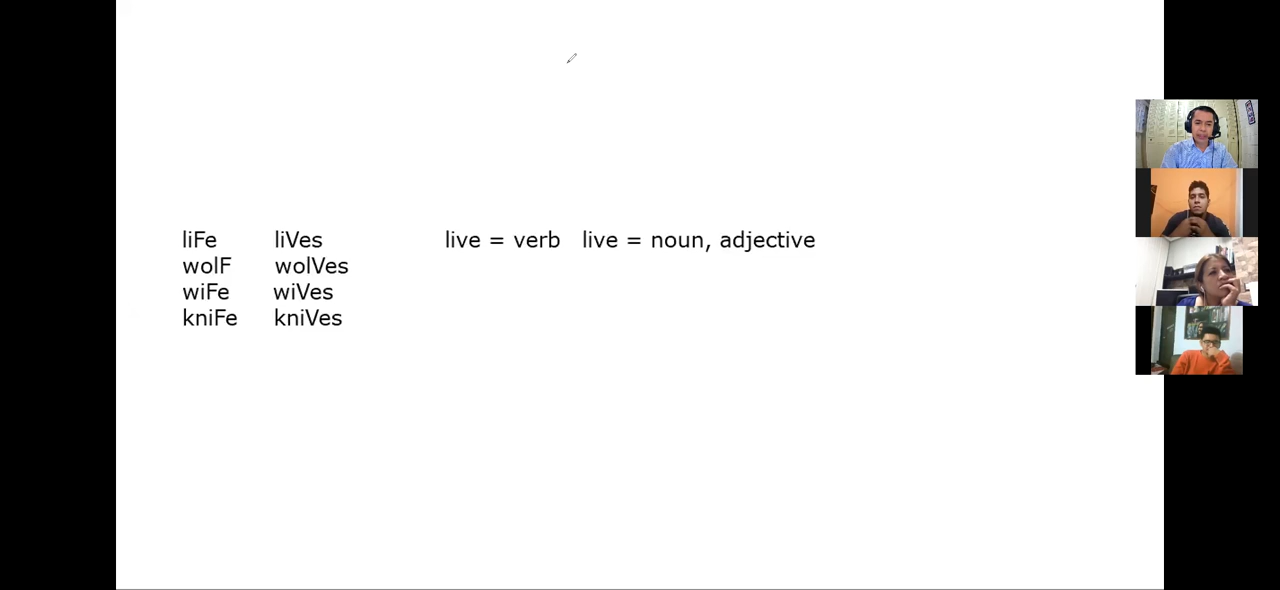 liFe liVes live = verb live = noun, adjective
wolF wolVes
wiFe wiVes
kniFe kniVes